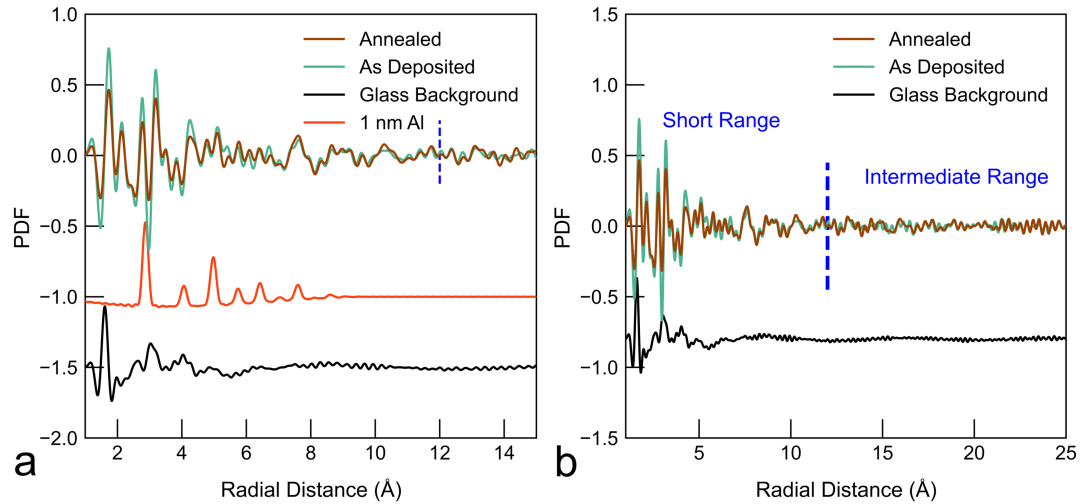 1.0
0.5
0.0
−0.5
−1.0
−1.5
−2.0
PDF
Annealed
As Deposited
Glass Background
1 nm Al
2 4 6 8 10 12 14
Radial Distance (Å)
a
1.5
1.0
0.5
0.0
−0.5
−1.0
−1.5
PDF
Annealed
As Deposited
Glass Background
Short Range
Intermediate Range
5 10 15 20 25
Radial Distance (Å)
b